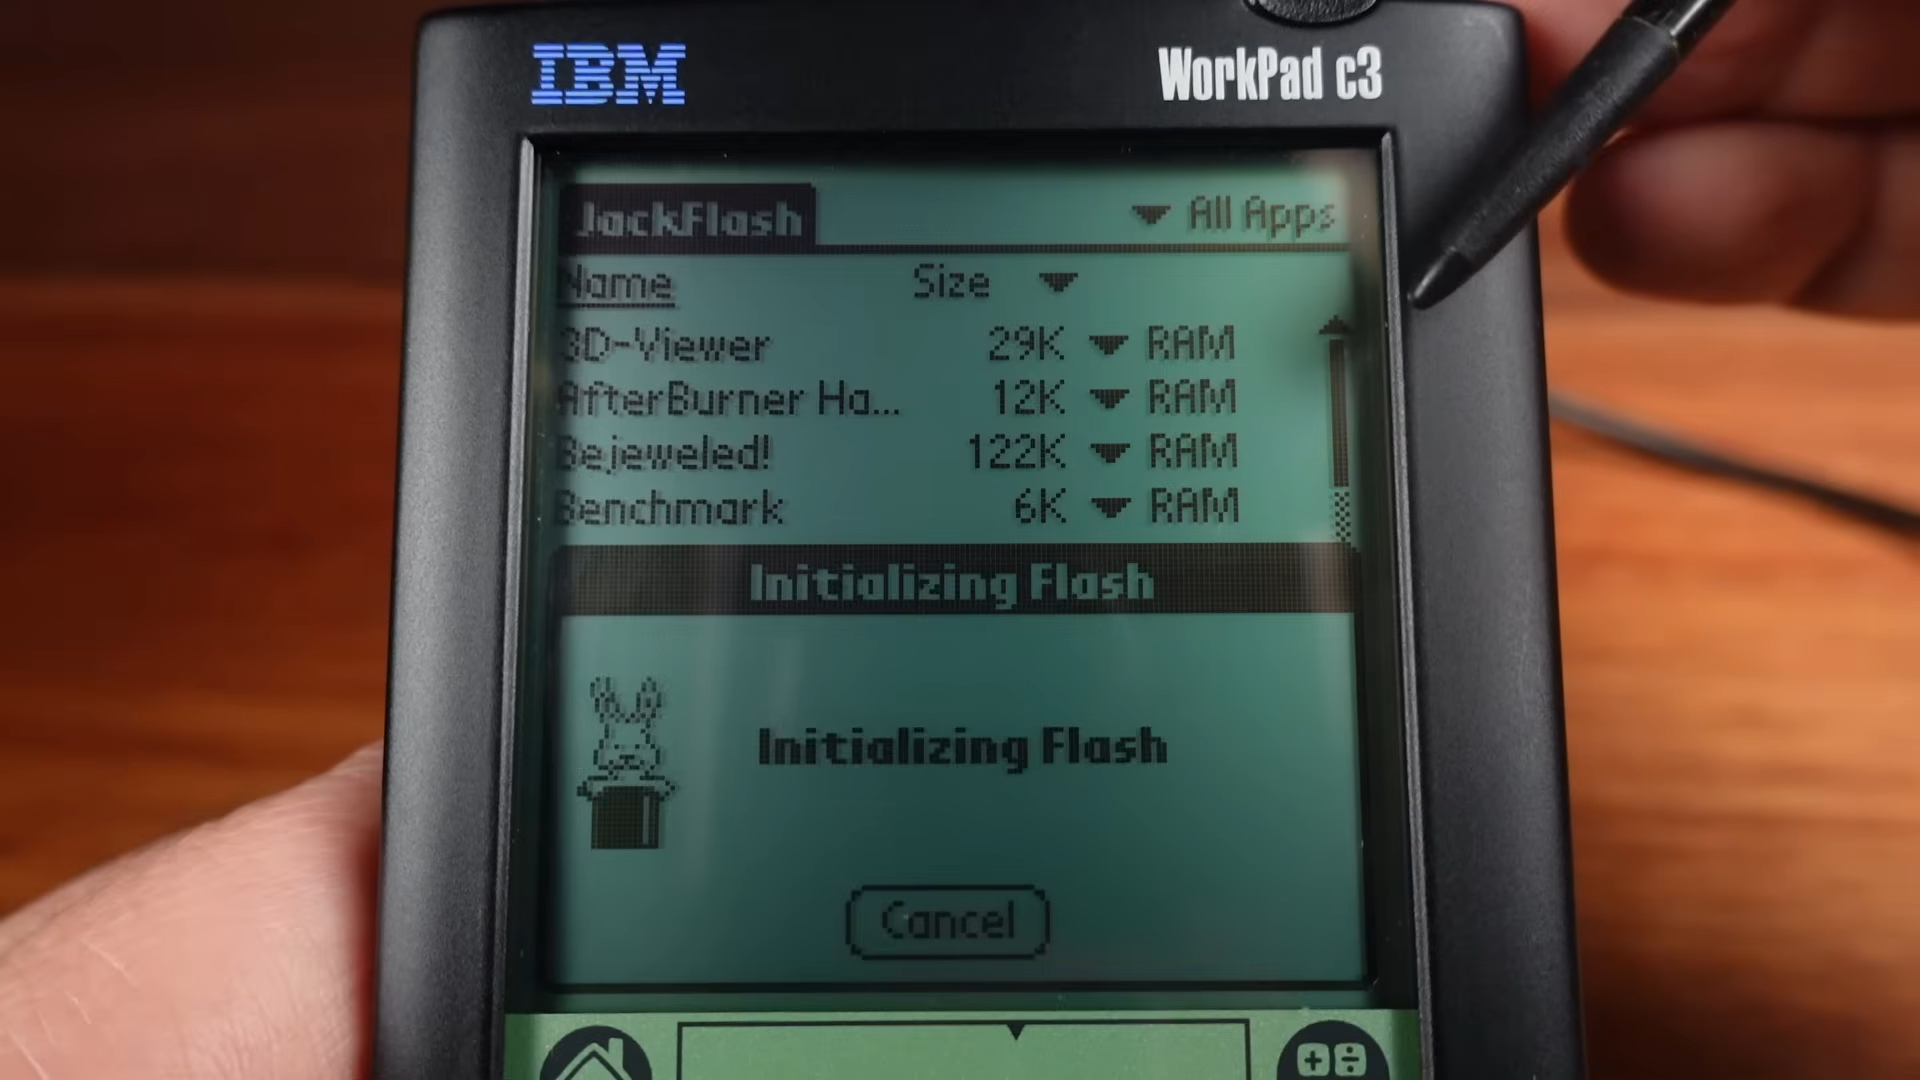 IBM WorkPad c3
JackFlash All Apps
Name Size
3D-Viewer 29K RAM
AfterBurner Ha... 12K RAM
Bejeweled! 122K RAM
Benchmark 6K RAM
Initializing Flash
Initializing Flash
Cancel